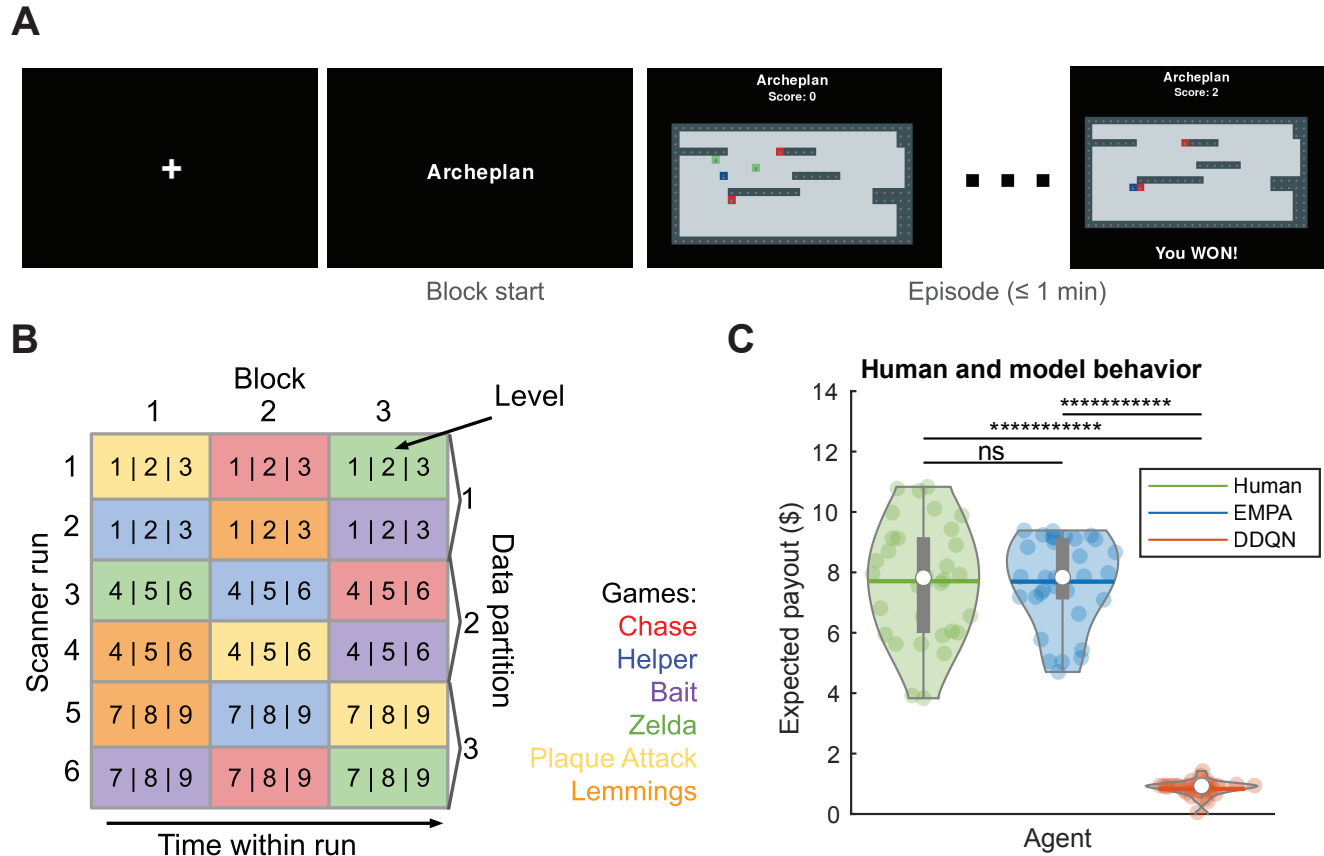 A
+
Archeplan
Archeplan
Score: 0
Archeplan
Score: 2
You WON!
Block start
Episode (≤ 1 min)
B
Block
1 2 3
Level
Scanner run
1 1 | 2 | 3 1 | 2 | 3 1 | 2 | 3
2 1 | 2 | 3 1 | 2 | 3 1 | 2 | 3
3 4 | 5 | 6 4 | 5 | 6 4 | 5 | 6
4 4 | 5 | 6 4 | 5 | 6 4 | 5 | 6
5 7 | 8 | 9 7 | 8 | 9 7 | 8 | 9
6 7 | 8 | 9 7 | 8 | 9 7 | 8 | 9
1
2
3
Data partition
Time within run
Games:
Chase
Helper
Bait
Zelda
Plaque Attack
Lemmings
C
Human and model behavior
***********
***********
ns
Human
EMPA
DDQN
Expected payout ($)
14
12
10
8
6
4
2
0
Agent